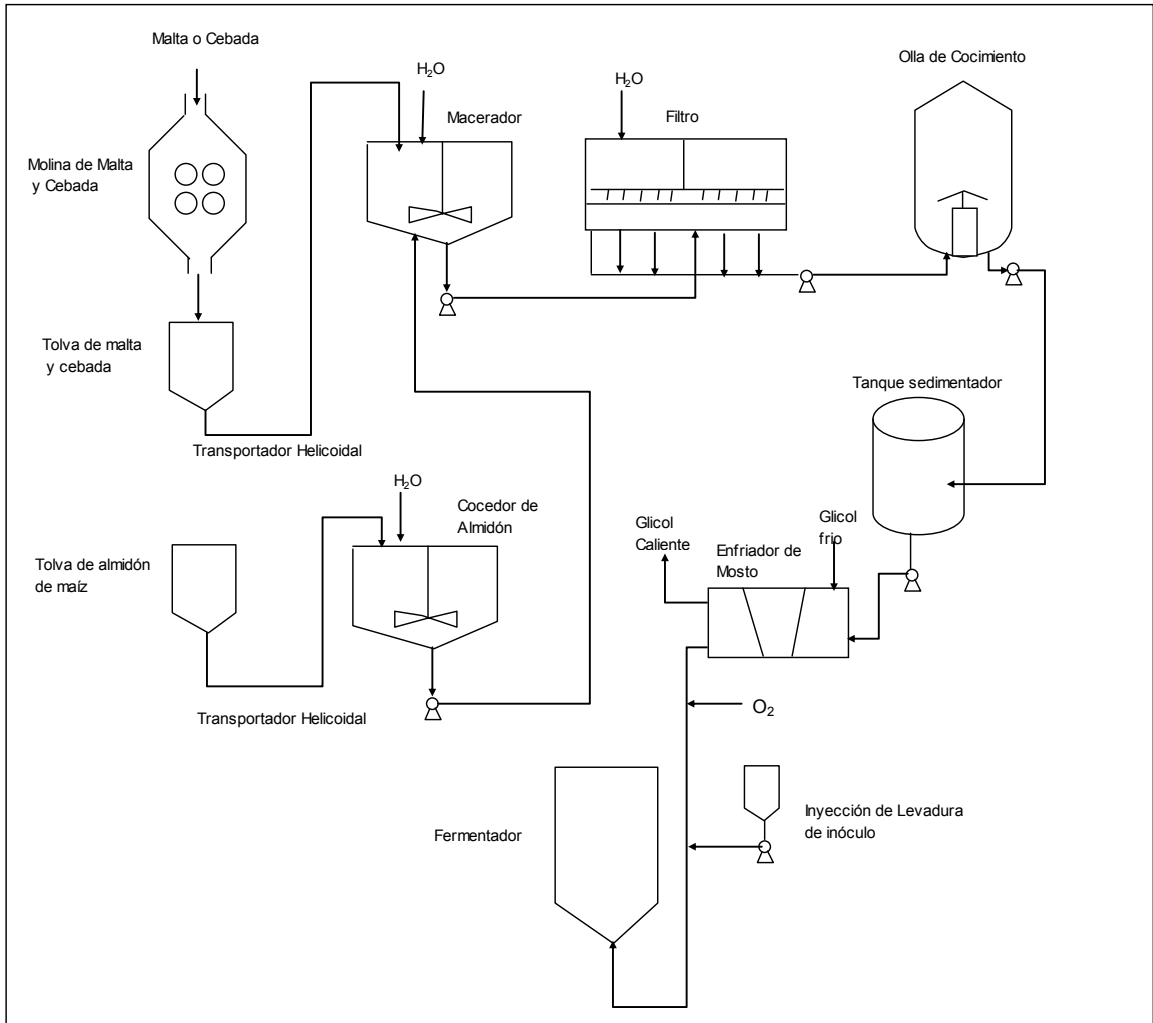 Malta o Cebada
H₂O
Macerador
H₂O
Filtro
Olla de Cocimiento
Molina de Malta
y Cebada
Tolva de malta
y cebada
Transportador Helicoidal
Tanque sedimentador
H₂O
Cocedor de
Almidón
Tolva de almidón
de maíz
Transportador Helicoidal
Glicol
Caliente
Enfriador de
Mosto
Glicol
frio
O₂
Fermentador
Inyección de Levadura
de inóculo